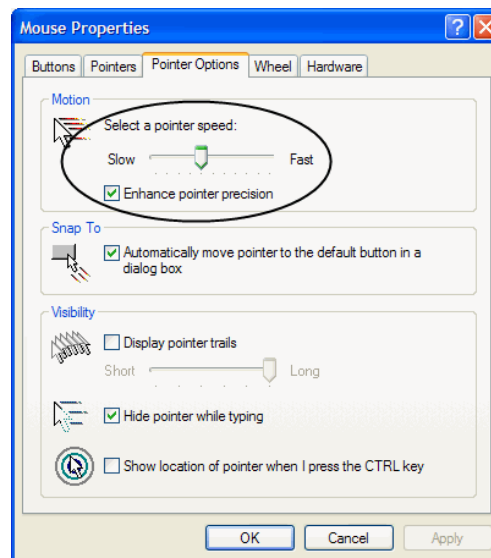 Mouse Properties
Buttons Pointers Pointer Options Wheel Hardware
Motion
Select a pointer speed:
Slow Fast
Enhance pointer precision
Snap To
Automatically move pointer to the default button in a
dialog box
Visibility
Display pointer trails
Short Long
Hide pointer while typing
Show location of pointer when I press the CTRL key
OK Cancel Apply